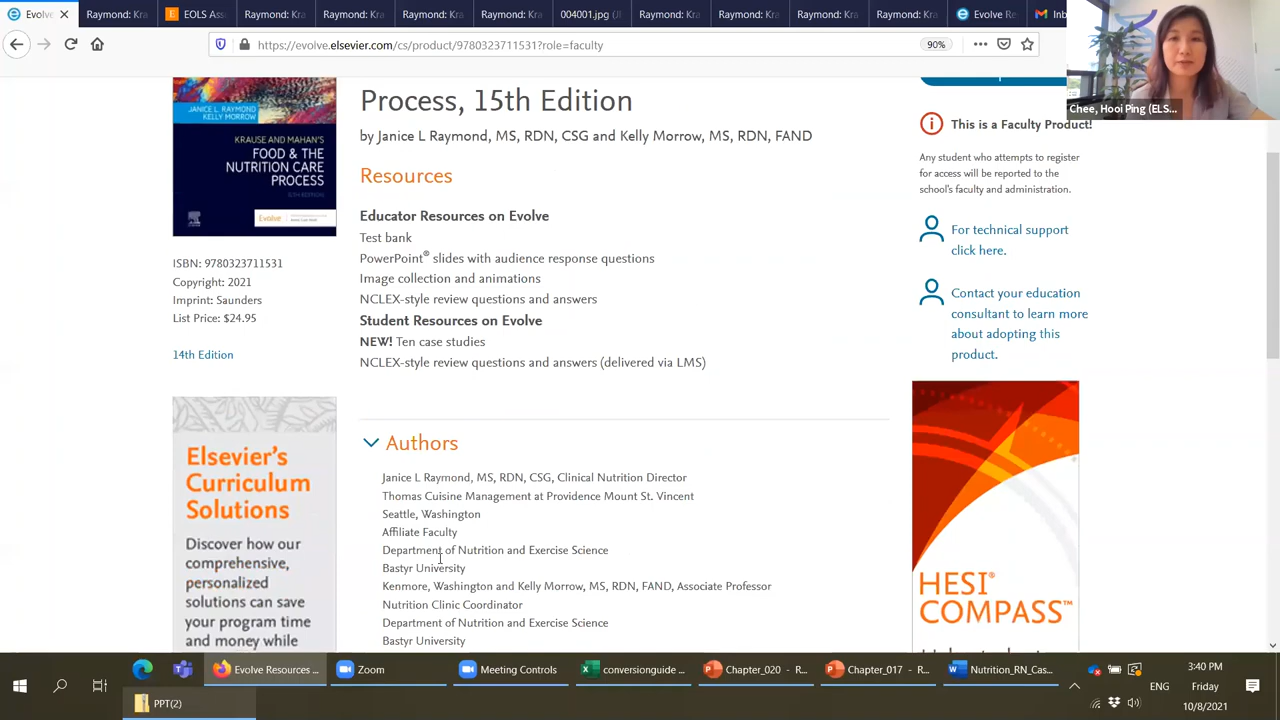 Evolve
Raymond: Kra
EOLS Ass
Raymond: Kra
Raymond: Kra
Raymond: Kra
Raymond: Kra
004001.jpg (JI
Raymond: Kra
Raymond: Kra
Raymond: Kra
Raymond: Kra
Evolve Re
Inb
https://evolve.elsevier.com/cs/product/9780323711531?role=faculty
90%
Chee, Hooi Ping (ELS...
JANICE L. RAYMOND
KELLY MORROW
KRAUSE AND MAHAN'S
FOOD & THE
NUTRITION CARE
PROCESS
Evolve
ISBN: 9780323711531
Copyright: 2021
Imprint: Saunders
List Price: $24.95
14th Edition
Elsevier's
Curriculum
Solutions
Discover how our
comprehensive,
personalized
solutions can save
your program time
and money while
Process, 15th Edition
by Janice L Raymond, MS, RDN, CSG and Kelly Morrow, MS, RDN, FAND
Resources
Educator Resources on Evolve
Test bank
PowerPoint® slides with audience response questions
Image collection and animations
NCLEX-style review questions and answers
Student Resources on Evolve
NEW! Ten case studies
NCLEX-style review questions and answers (delivered via LMS)
Authors
Janice L Raymond, MS, RDN, CSG, Clinical Nutrition Director
Thomas Cuisine Management at Providence Mount St. Vincent
Seattle, Washington
Affiliate Faculty
Department of Nutrition and Exercise Science
Bastyr University
Kenmore, Washington and Kelly Morrow, MS, RDN, FAND, Associate Professor
Nutrition Clinic Coordinator
Department of Nutrition and Exercise Science
Bastyr University
This is a Faculty Product!
Any student who attempts to register
for access will be reported to the
school's faculty and administration.
For technical support
click here.
Contact your education
consultant to learn more
about adopting this
product.
HESI®
COMPASS™
Evolve Resources ...
Zoom
Meeting Controls
conversionguide ...
Chapter_020 - R...
Chapter_017 - R...
Nutrition_RN_Cas...
ENG
3:40 PM
Friday
10/8/2021
PPT(2)